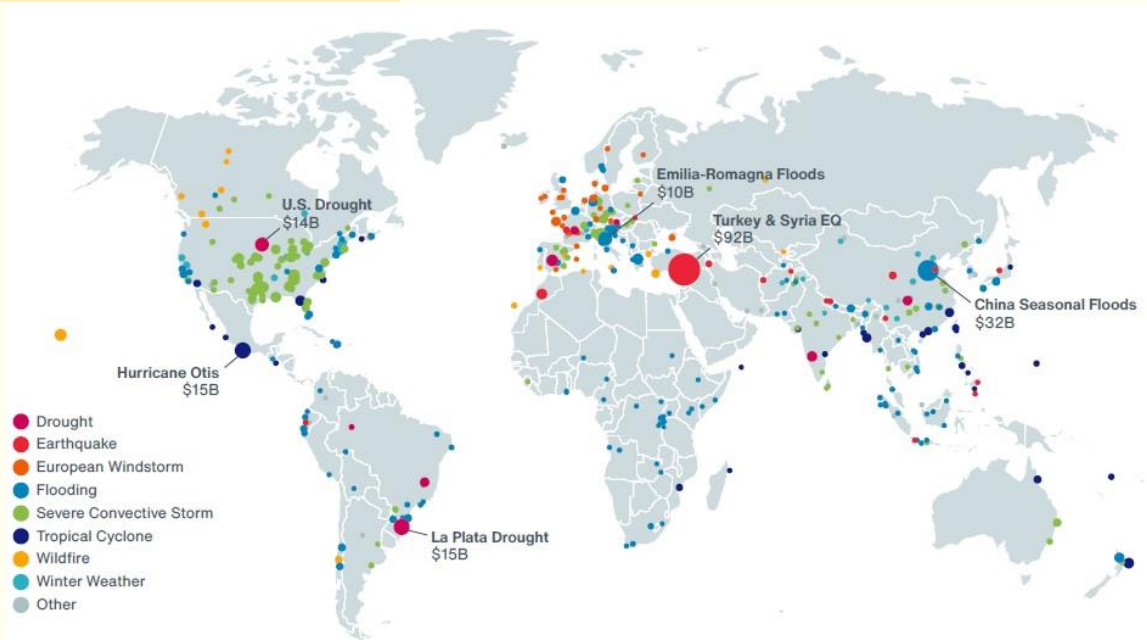 Emilia-Romagna Floods
$10B
U.S. Drought
$14B
Turkey & Syria EQ
$92B
China Seasonal Floods
$32B
Hurricane Otis
$15B
Drought
Earthquake
European Windstorm
Flooding
Severe Convective Storm
Tropical Cyclone
Wildfire
Winter Weather
Other
La Plata Drought
$15B